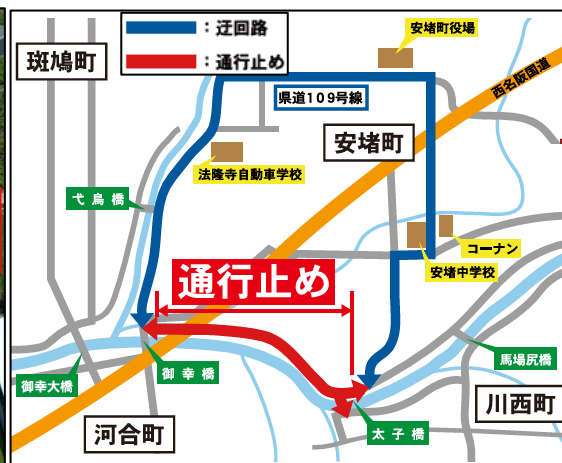 ：迂回路
：通行止め
斑鳩町
安堵町役場
西名阪国道
県道109号線
安堵町
法隆寺自動車学校
弋鳥橋
コーナン
安堵中学校
通行止め
御幸大橋
御幸橋
馬場尻橋
河合町
太子橋
川西町